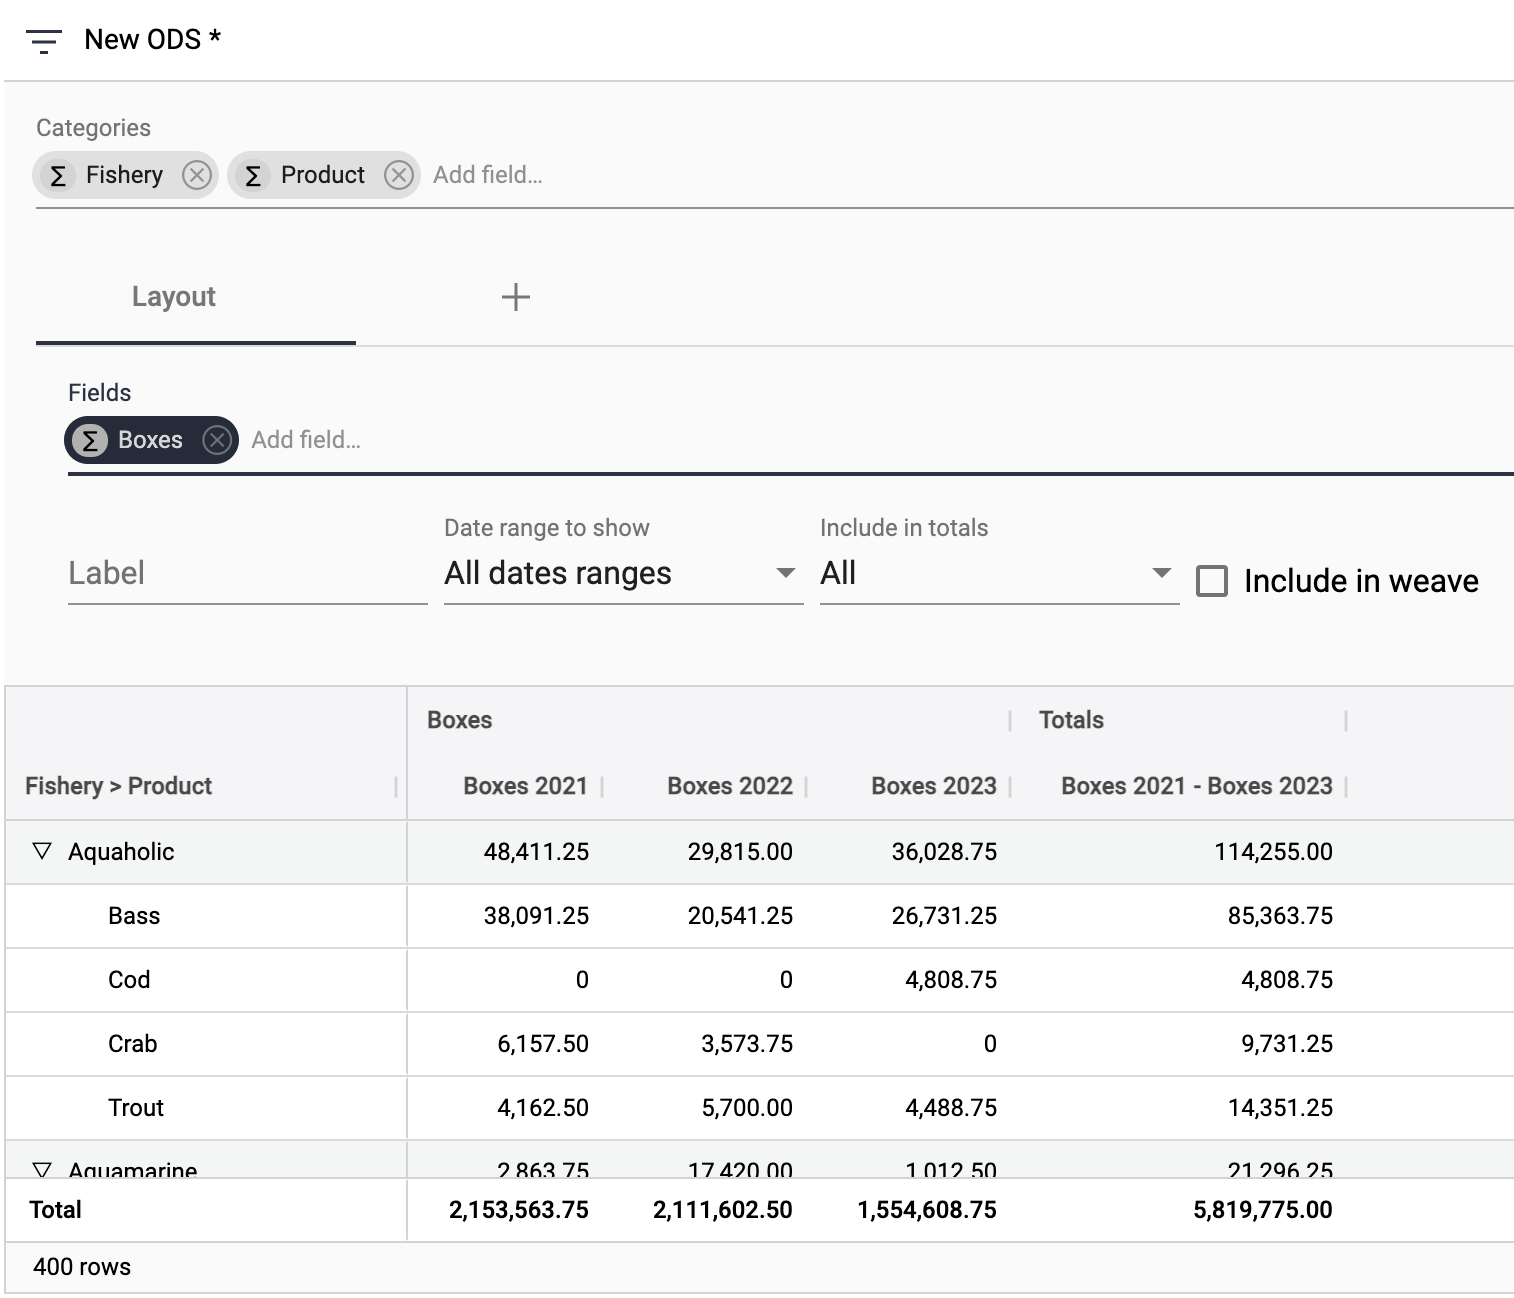 New ODS *
Categories
Σ Fishery Σ Product Add field...
Layout +
Fields
Σ Boxes Add field...
Date range to show Include in totals
Label All dates ranges All Include in weave
Boxes Totals
Fishery > Product Boxes 2021 Boxes 2022 Boxes 2023 Boxes 2021 - Boxes 2023
Aquaholic 48,411.25 29,815.00 36,028.75 114,255.00
Bass 38,091.25 20,541.25 26,731.25 85,363.75
Cod 0 0 4,808.75 4,808.75
Crab 6,157.50 3,573.75 0 9,731.25
Trout 4,162.50 5,700.00 4,488.75 14,351.25
Aquamarine 2,863.75 17,420.00 1,012.50 21,296.25
Total 2,153,563.75 2,111,602.50 1,554,608.75 5,819,775.00
400 rows